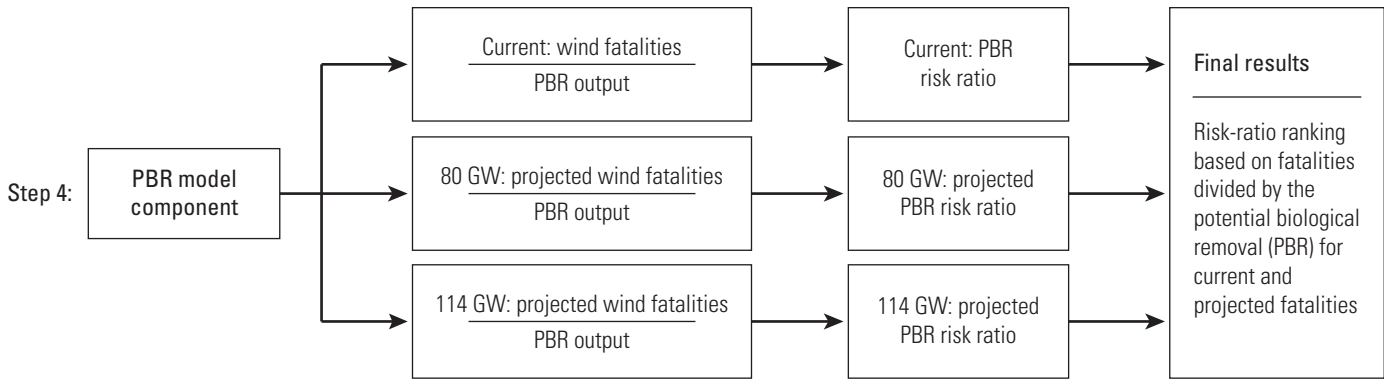 Step 4:
PBR model
component
Current: wind fatalities
PBR output
Current: PBR
risk ratio
80 GW: projected wind fatalities
PBR output
80 GW: projected
PBR risk ratio
114 GW: projected wind fatalities
PBR output
114 GW: projected
PBR risk ratio
Final results
Risk-ratio ranking
based on fatalities
divided by the
potential biological
removal (PBR) for
current and
projected fatalities